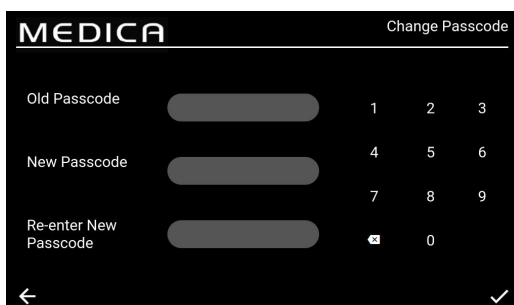 MEDICA
Change Passcode
Old Passcode
New Passcode
Re-enter New
Passcode
1 2 3
4 5 6
7 8 9
0